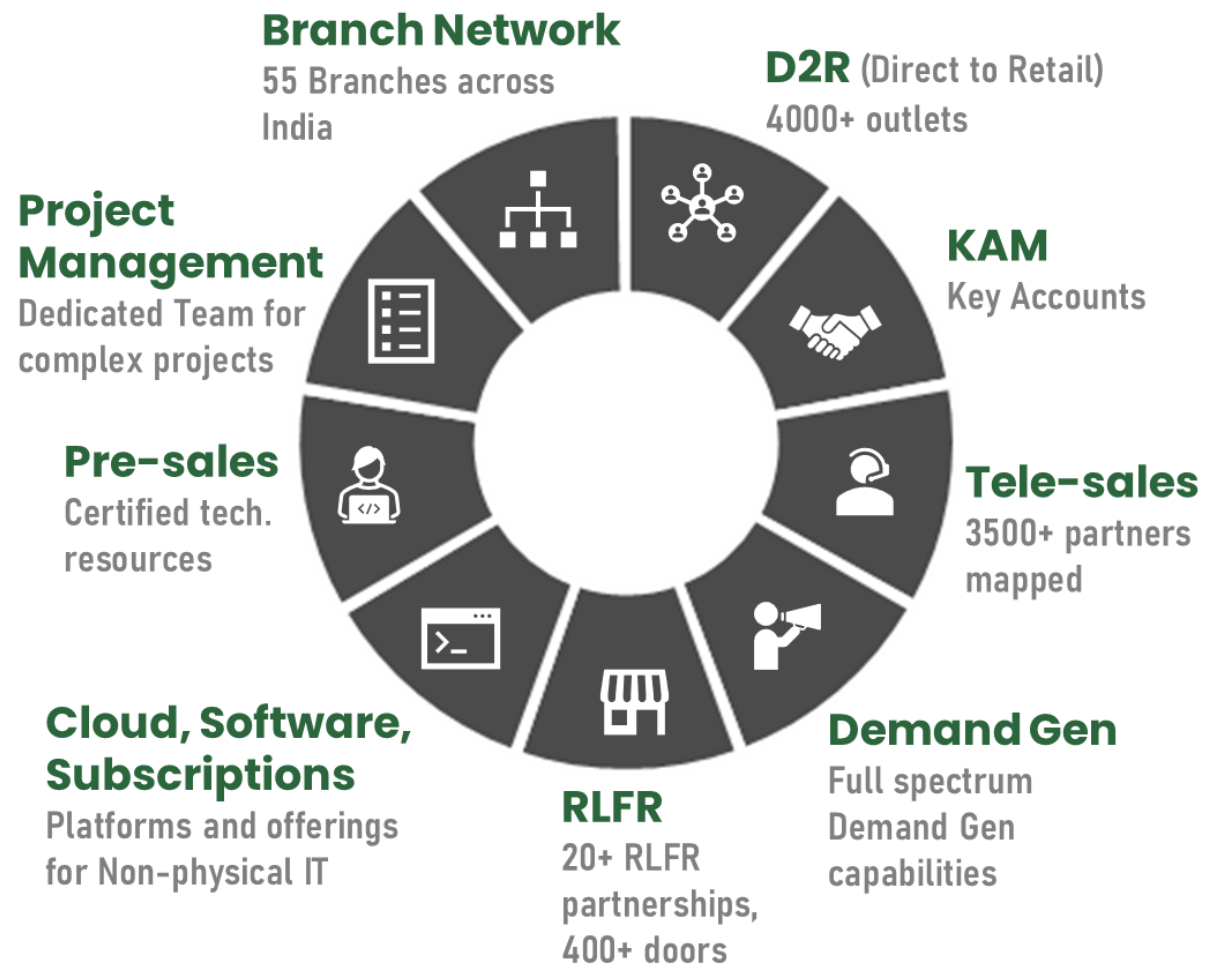 Branch Network
55 Branches across
India
D2R (Direct to Retail)
4000+ outlets
KAM
Key Accounts
Tele-sales
3500+ partners
mapped
Demand Gen
Full spectrum
Demand Gen
capabilities
RLFR
20+ RLFR
partnerships,
400+ doors
Cloud, Software,
Subscriptions
Platforms and offerings
for Non-physical IT
Pre-sales
Certified tech.
resources
Project
Management
Dedicated Team for
complex projects